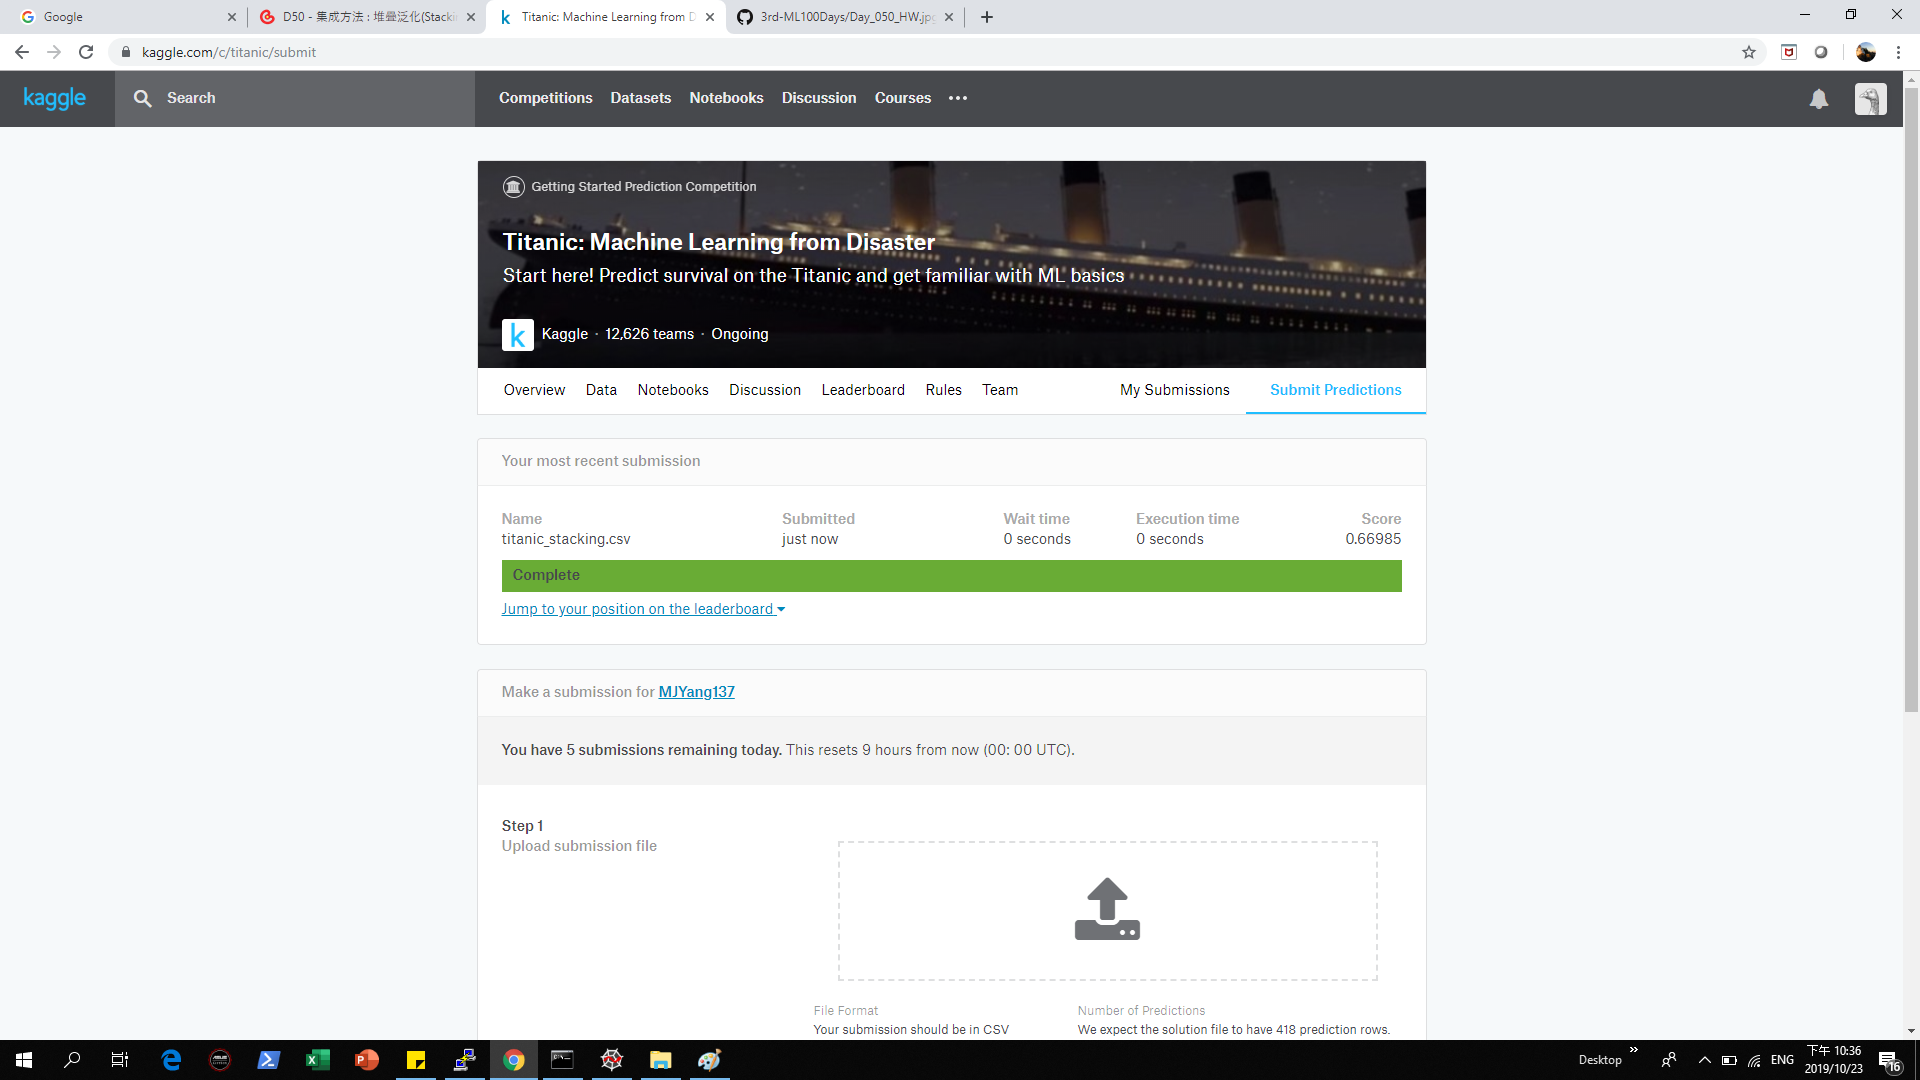 Google
D50 - 集成方法 : 堆疊泛化(Stacki
Titanic: Machine Learning from D
3rd-ML100Days/Day_050_HW.jpg
kaggle.com/c/titanic/submit
kaggle
Search
Competitions
Datasets
Notebooks
Discussion
Courses
Getting Started Prediction Competition
Titanic: Machine Learning from Disaster
Start here! Predict survival on the Titanic and get familiar with ML basics
k
Kaggle · 12,626 teams · Ongoing
Overview
Data
Notebooks
Discussion
Leaderboard
Rules
Team
My Submissions
Submit Predictions
Your most recent submission
Name
Submitted
Wait time
Execution time
Score
titanic_stacking.csv
just now
0 seconds
0 seconds
0.66985
Complete
Jump to your position on the leaderboard
Make a submission for MJYang137
You have 5 submissions remaining today. This resets 9 hours from now (00: 00 UTC).
Step 1
Upload submission file
File Format
Your submission should be in CSV
Number of Predictions
We expect the solution file to have 418 prediction rows.
Desktop
ENG
下午 10:36
2019/10/23
16